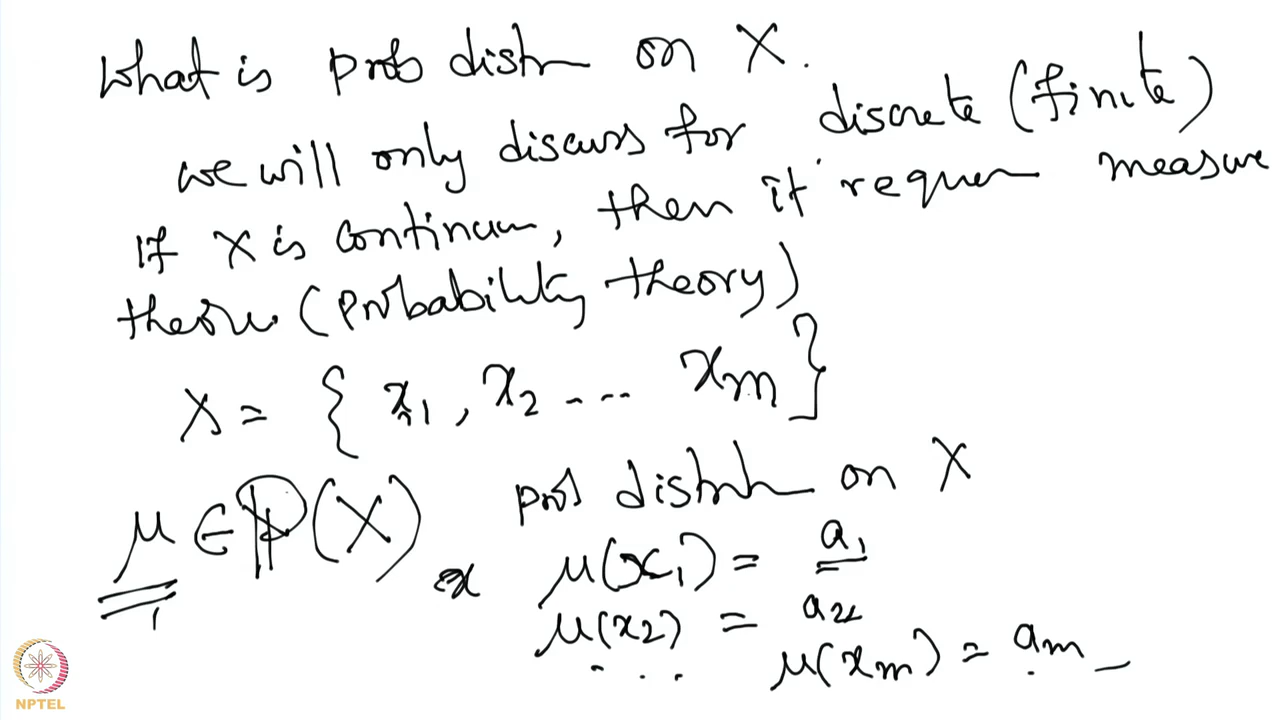 What is prob distr on X.
we will only discuss for discrete (finite)
If X is continuum, then it requires measure
theory (probability theory)
X = { x₁, x₂ .... xₘ}
μ ∈ ℙ(X) prob distrib on X
μ(x₁) = a₁
μ(x₂) = a₂
... μ(xₘ) = aₘ
NPTEL